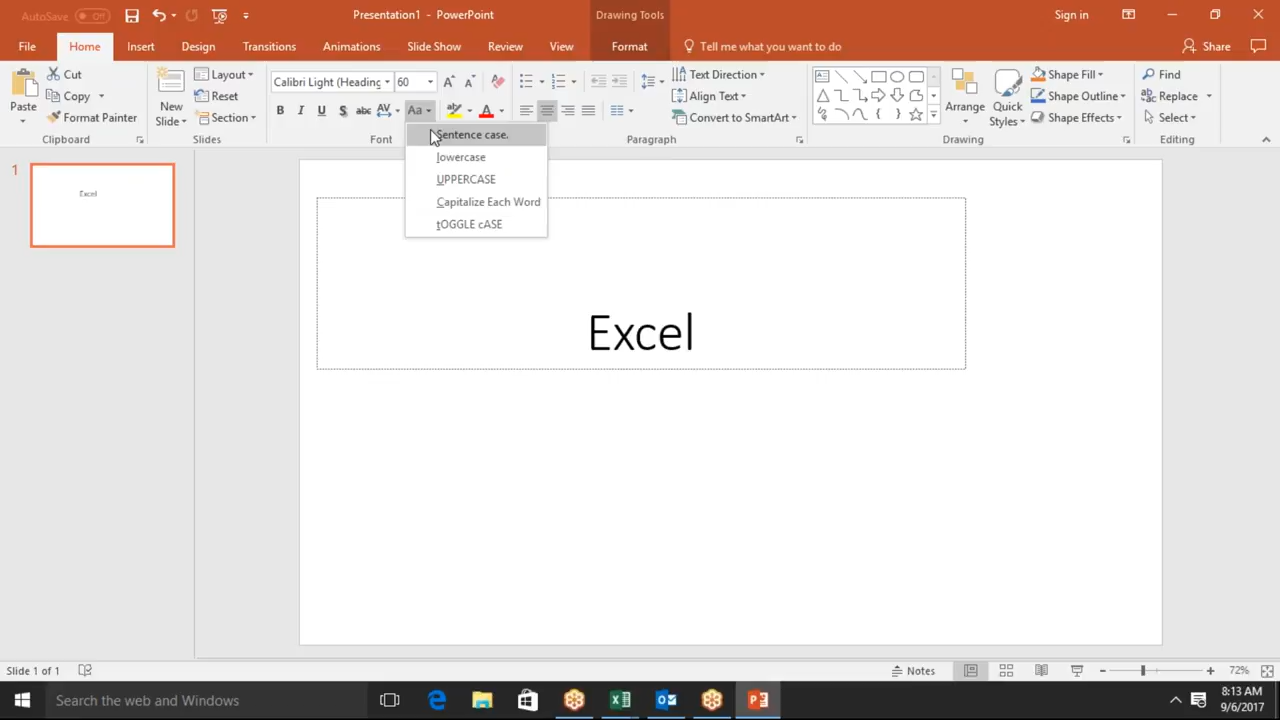 AutoSave Off Presentation1 - PowerPoint Drawing Tools Sign in
File Home Insert Design Transitions Animations Slide Show Review View Format Tell me what you want to do Share
Paste
Cut
Copy
Format Painter
Clipboard
New Slide
Layout
Reset
Section
Slides
Calibri Light (Heading 60
B I U S abc AV Aa A
Font
Sentence case.
lowercase
UPPERCASE
Capitalize Each Word
tOGGLE cASE
Text Direction
Align Text
Convert to SmartArt
Paragraph
Arrange
Quick Styles
Shape Fill
Shape Outline
Shape Effects
Drawing
Find
Replace
Select
Editing
1
Excel
Excel
Slide 1 of 1 Notes 72%
Search the web and Windows
8:13 AM
9/6/2017